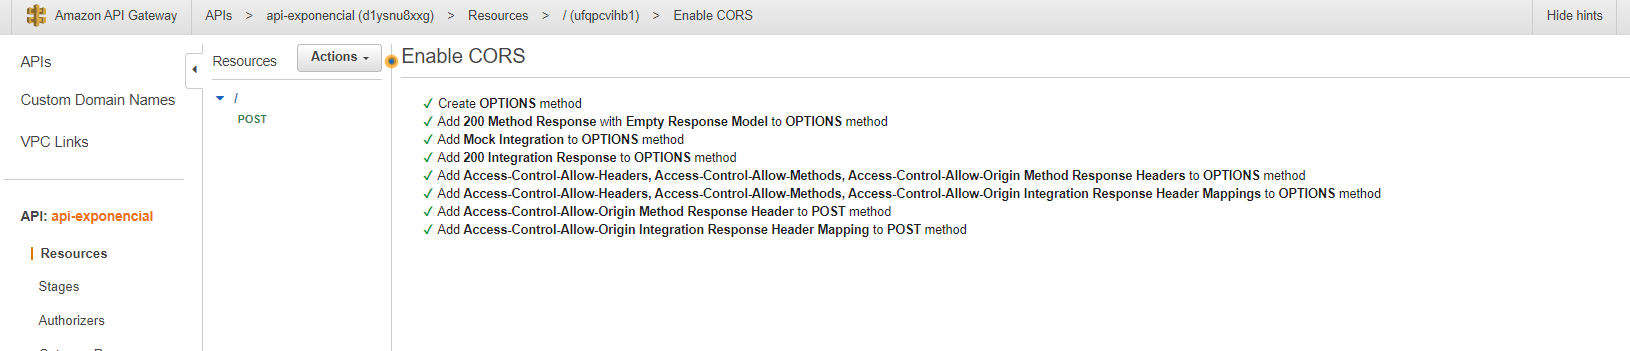 Amazon API Gateway
APIs > api-exponencial (d1ysnu8xxg) > Resources > / (ufqpcvihb1) > Enable CORS
Hide hints
APIs
Custom Domain Names
VPC Links
API: api-exponencial
Resources
Stages
Authorizers
Resources
Actions
/
POST
Enable CORS
✓ Create OPTIONS method
✓ Add 200 Method Response with Empty Response Model to OPTIONS method
✓ Add Mock Integration to OPTIONS method
✓ Add 200 Integration Response to OPTIONS method
✓ Add Access-Control-Allow-Headers, Access-Control-Allow-Methods, Access-Control-Allow-Origin Method Response Headers to OPTIONS method
✓ Add Access-Control-Allow-Headers, Access-Control-Allow-Methods, Access-Control-Allow-Origin Integration Response Header Mappings to OPTIONS method
✓ Add Access-Control-Allow-Origin Method Response Header to POST method
✓ Add Access-Control-Allow-Origin Integration Response Header Mapping to POST method